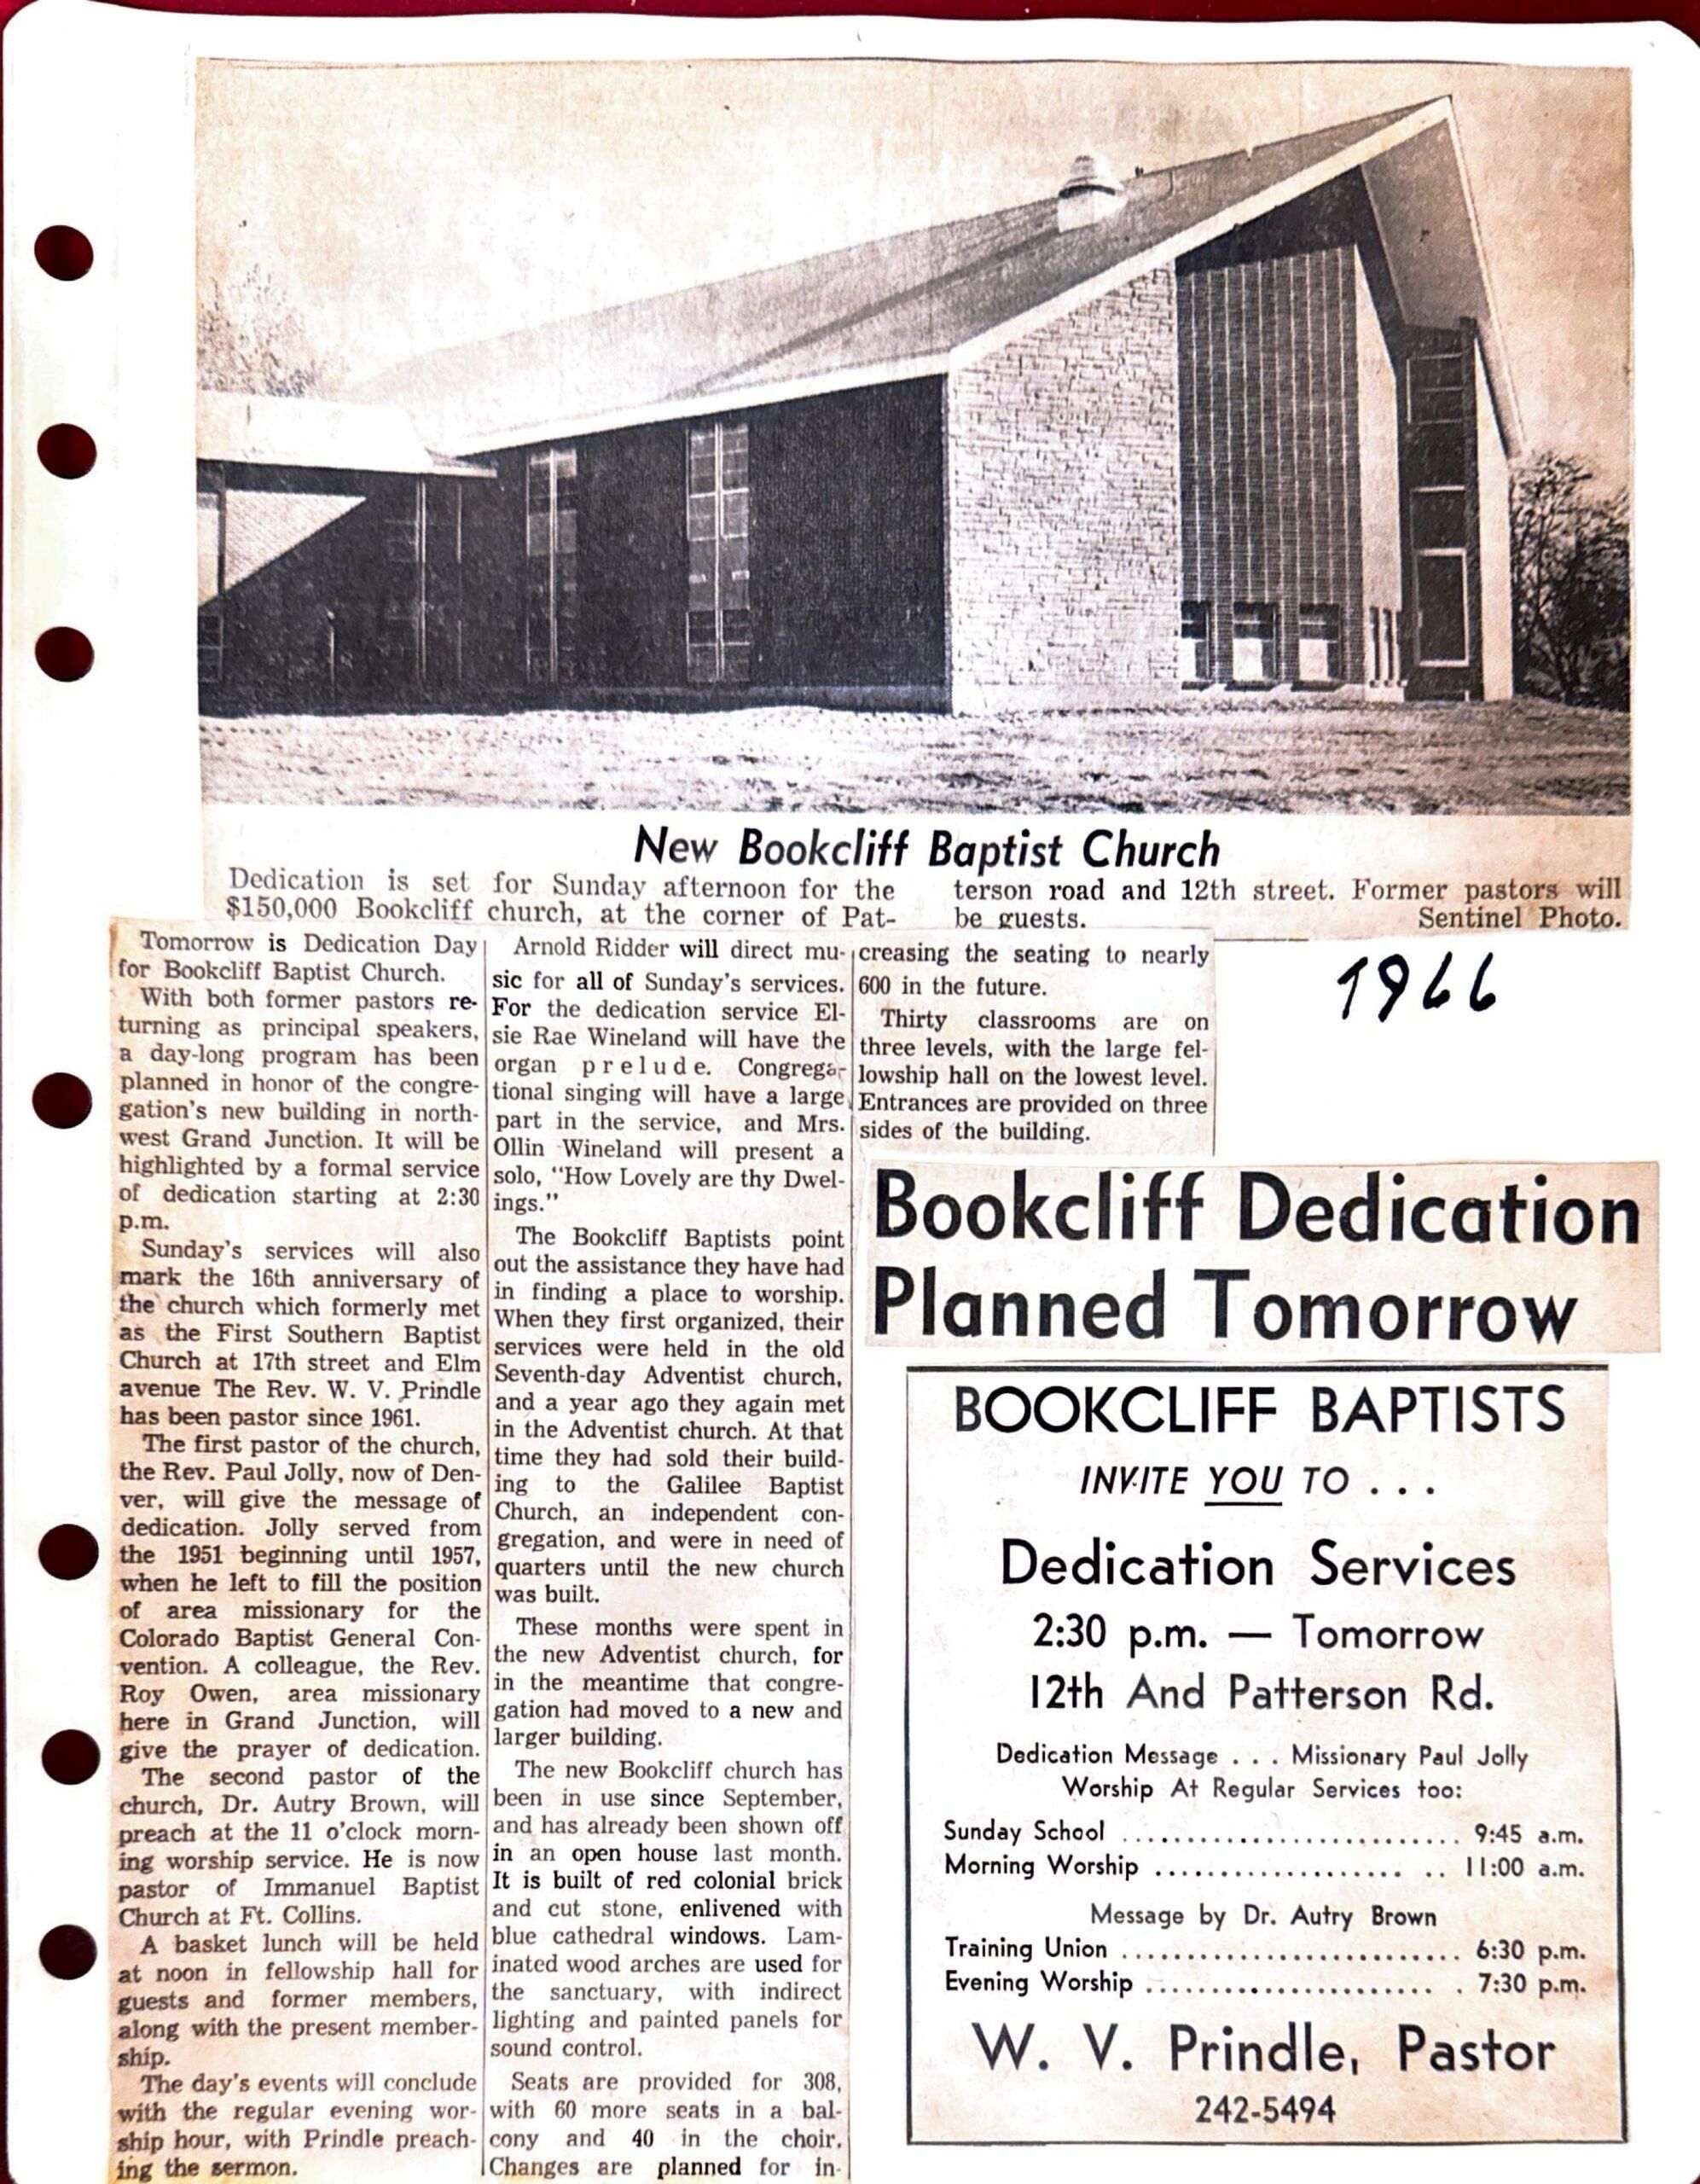 New Bookcliff Baptist Church
Dedication is set for Sunday afternoon for the
$150,000 Bookcliff church, at the corner of Pat-
terson road and 12th street. Former pastors will
be guests.
Sentinel Photo.
1966
Bookcliff Dedication
Planned Tomorrow
Tomorrow is Dedication Day
for Bookcliff Baptist Church.
With both former pastors re-
turning as principal speakers,
a day-long program has been
planned in honor of the congre-
gation's new building in north-
west Grand Junction. It will be
highlighted by a formal service
of dedication starting at 2:30
p.m.
Sunday's services will also
mark the 16th anniversary of
the church which formerly met
as the First Southern Baptist
Church at 17th street and Elm
avenue The Rev. W. V. Prindle
has been pastor since 1961.
The first pastor of the church,
the Rev. Paul Jolly, now of Den-
ver, will give the message of
dedication. Jolly served from
the 1951 beginning until 1957,
when he left to fill the position
of area missionary for the
Colorado Baptist General Con-
vention. A colleague, the Rev.
Roy Owen, area missionary
here in Grand Junction, will
give the prayer of dedication.
The second pastor of the
church, Dr. Autry Brown, will
preach at the 11 o'clock morn-
ing worship service. He is now
pastor of Immanuel Baptist
Church at Ft. Collins.
A basket lunch will be held
at noon in fellowship hall for
guests and former members,
along with the present member-
ship.
The day's events will conclude
with the regular evening wor-
ship hour, with Prindle preach-
ing the sermon.
Arnold Ridder will direct mu-
sic for all of Sunday's services.
For the dedication service El-
sie Rae Wineland will have the
organ prelude. Congrega-
tional singing will have a large
part in the service, and Mrs.
Ollin Wineland will present a
solo, "How Lovely are thy Dwel-
ings."
The Bookcliff Baptists point
out the assistance they have had
in finding a place to worship.
When they first organized, their
services were held in the old
Seventh-day Adventist church,
and a year ago they again met
in the Adventist church. At that
time they had sold their build-
ing to the Galilee Baptist
Church, an independent con-
gregation, and were in need of
quarters until the new church
was built.
These months were spent in
the new Adventist church, for
in the meantime that congre-
gation had moved to a new and
larger building.
The new Bookcliff church has
been in use since September,
and has already been shown off
in an open house last month.
It is built of red colonial brick
and cut stone, enlivened with
blue cathedral windows. Lam-
inated wood arches are used for
the sanctuary, with indirect
lighting and painted panels for
sound control.
Seats are provided for 308,
with 60 more seats in a bal-
cony and 40 in the choir.
Changes are planned for in-
creasing the seating to nearly
600 in the future.
Thirty classrooms are on
three levels, with the large fel-
lowship hall on the lowest level.
Entrances are provided on three
sides of the building.
BOOKCLIFF BAPTISTS
INVITE YOU TO . . .
Dedication Services
2:30 p.m. — Tomorrow
12th And Patterson Rd.
Dedication Message . . . Missionary Paul Jolly
Worship At Regular Services too:
Sunday School ........................... 9:45 a.m.
Morning Worship .................... .. 11:00 a.m.
Message by Dr. Autry Brown
Training Union ........................... 6:30 p.m.
Evening Worship ....................... . 7:30 p.m.
W. V. Prindle, Pastor
242-5494